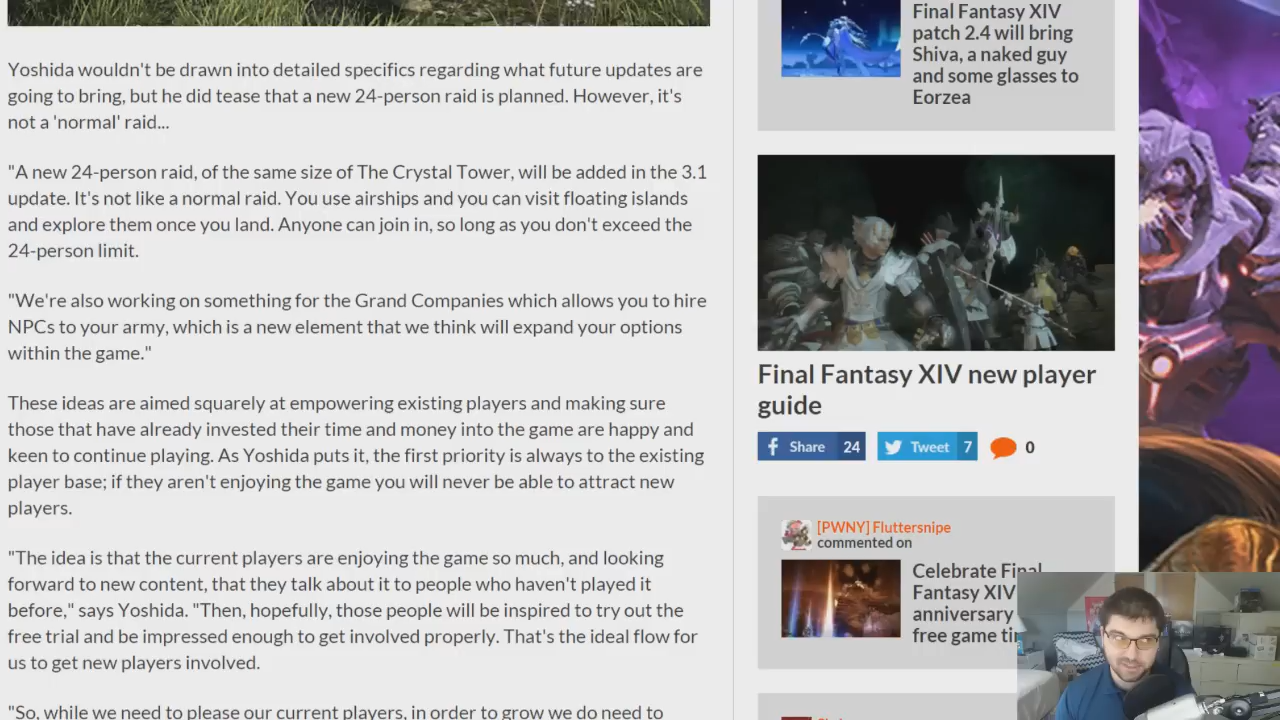 Yoshida wouldn't be drawn into detailed specifics regarding what future updates are
going to bring, but he did tease that a new 24-person raid is planned. However, it's
not a 'normal' raid...
"A new 24-person raid, of the same size of The Crystal Tower, will be added in the 3.1
update. It's not like a normal raid. You use airships and you can visit floating islands
and explore them once you land. Anyone can join in, so long as you don't exceed the
24-person limit.
"We're also working on something for the Grand Companies which allows you to hire
NPCs to your army, which is a new element that we think will expand your options
within the game."
These ideas are aimed squarely at empowering existing players and making sure
those that have already invested their time and money into the game are happy and
keen to continue playing. As Yoshida puts it, the first priority is always to the existing
player base; if they aren't enjoying the game you will never be able to attract new
players.
"The idea is that the current players are enjoying the game so much, and looking
forward to new content, that they talk about it to people who haven't played it
before," says Yoshida. "Then, hopefully, those people will be inspired to try out the
free trial and be impressed enough to get involved properly. That's the ideal flow for
us to get new players involved.
"So, while we need to please our current players, in order to grow we do need to
Final Fantasy XIV
patch 2.4 will bring
Shiva, a naked guy
and some glasses to
Eorzea
Final Fantasy XIV new player
guide
Share 24 Tweet 7 0
[PWNY] Fluttersnipe
commented on
Celebrate Final
Fantasy XIV
anniversary
free game